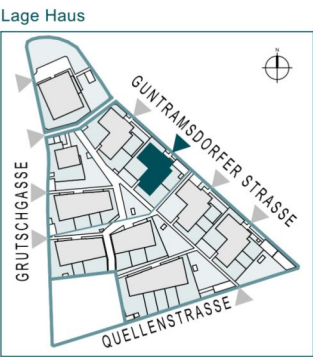 Lage Haus
N
GUNTRAMSDORFER STRASSE
GRUTSCHGASSE
QUELLENSTRASSE